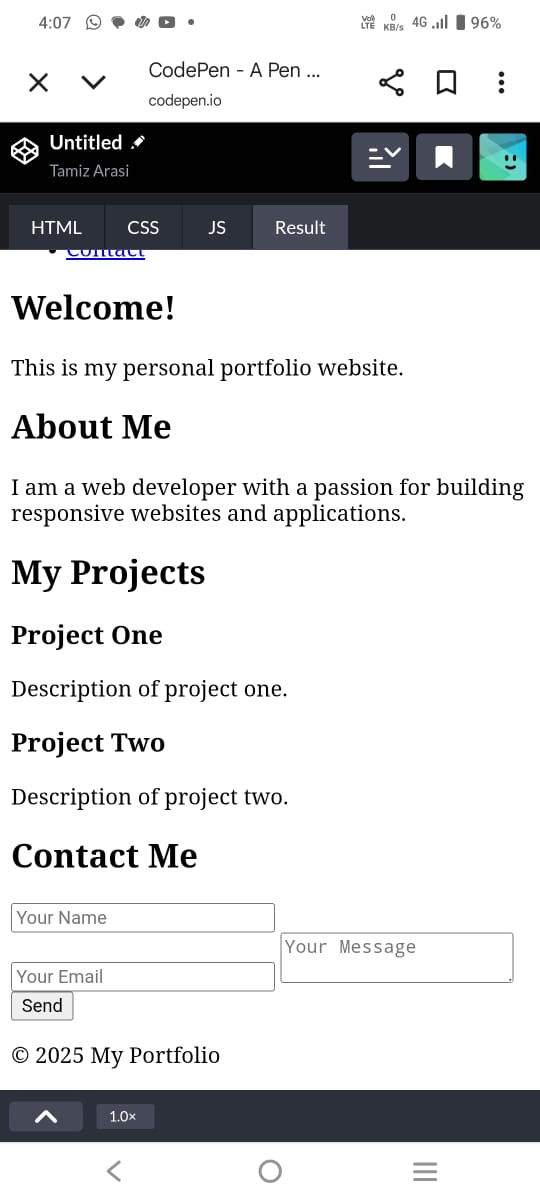 4:07
Vo) LTE 0 KB/s 4G 96%
CodePen - A Pen ...
codepen.io
Untitled
Tamiz Arasi
HTML CSS JS Result
Contact
Welcome!
This is my personal portfolio website.
About Me
I am a web developer with a passion for building
responsive websites and applications.
My Projects
Project One
Description of project one.
Project Two
Description of project two.
Contact Me
Your Name
Your Message
Your Email
Send
© 2025 My Portfolio
1.0×